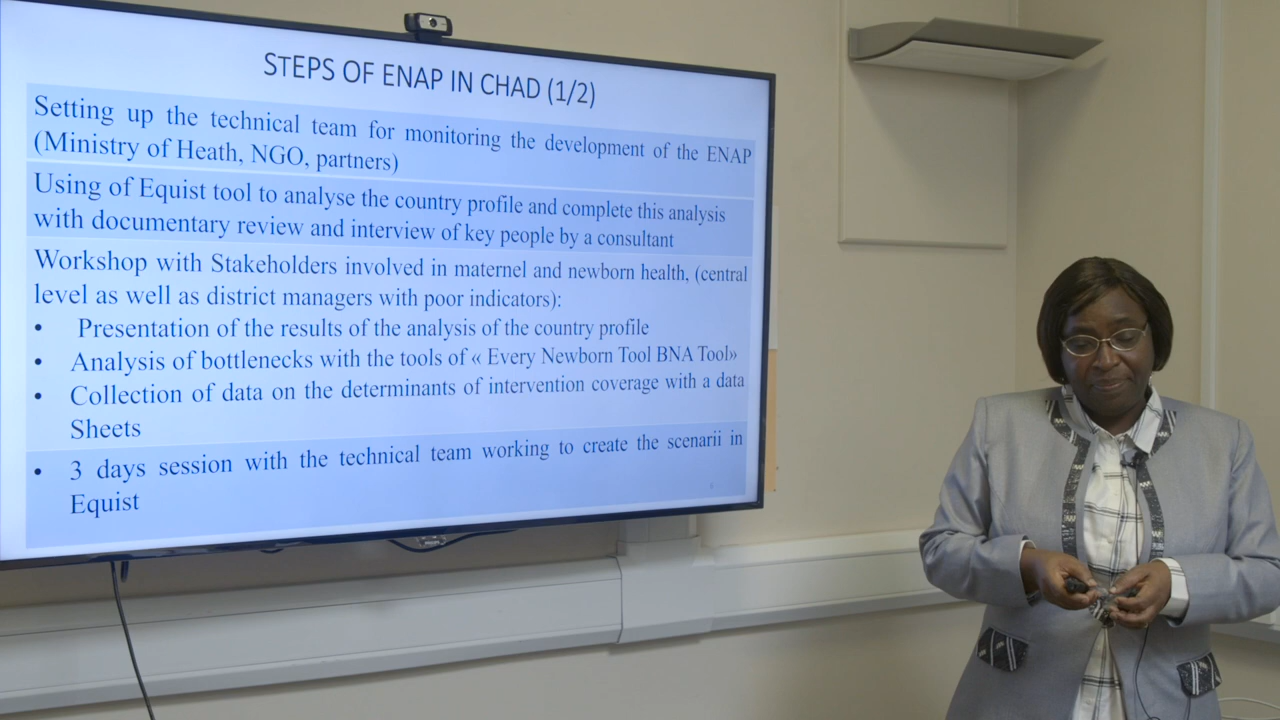 STEPS OF ENAP IN CHAD (1/2)
Setting up the technical team for monitoring the development of the ENAP
(Ministry of Heath, NGO, partners)
Using of Equist tool to analyse the country profile and complete this analysis
with documentary review and interview of key people by a consultant
Workshop with Stakeholders involved in maternel and newborn health, (central
level as well as district managers with poor indicators):
• Presentation of the results of the analysis of the country profile
• Analysis of bottlenecks with the tools of « Every Newborn Tool BNA Tool»
• Collection of data on the determinants of intervention coverage with a data
Sheets
• 3 days session with the technical team working to create the scenarii in
Equist